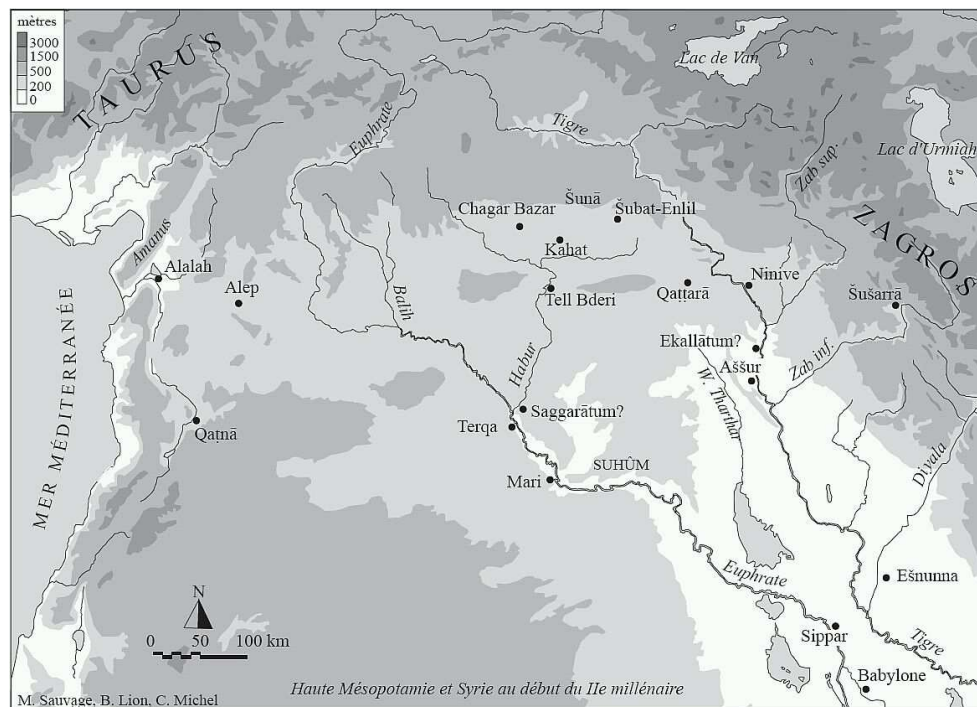 mètres
3000
1500
500
200
0
TAURUS
Lac de Van
Euphrate
Tigre
Lac d'Urmiah
Zab sup.
ZAGROS
Šunā
Chagar Bazar
Šubat-Enlil
Kahat
Amanus
Alalah
Alep
Balih
Tell Bderi
Qaṭṭarā
Ninive
Šušarrā
MER MÉDITERRANÉE
Habur
Ekallātum?
Aššur
Zab inf.
W. Tharthar
Qaṭnā
Saggarātum?
Terqa
Diyala
Mari
SUHÛM
Euphrate
Ešnunna
N
0 50 100 km
Sippar
Tigre
Babylone
Haute Mésopotamie et Syrie au début du IIe millénaire
M. Sauvage, B. Lion, C. Michel